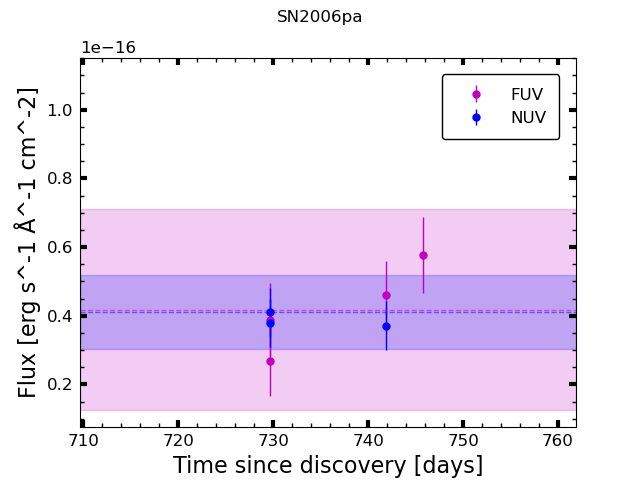 SN2006pa
1e−16
FUV
NUV
1.0
0.8
0.6
0.4
0.2
Flux [erg s^-1 Å^-1 cm^-2]
710 720 730 740 750 760
Time since discovery [days]